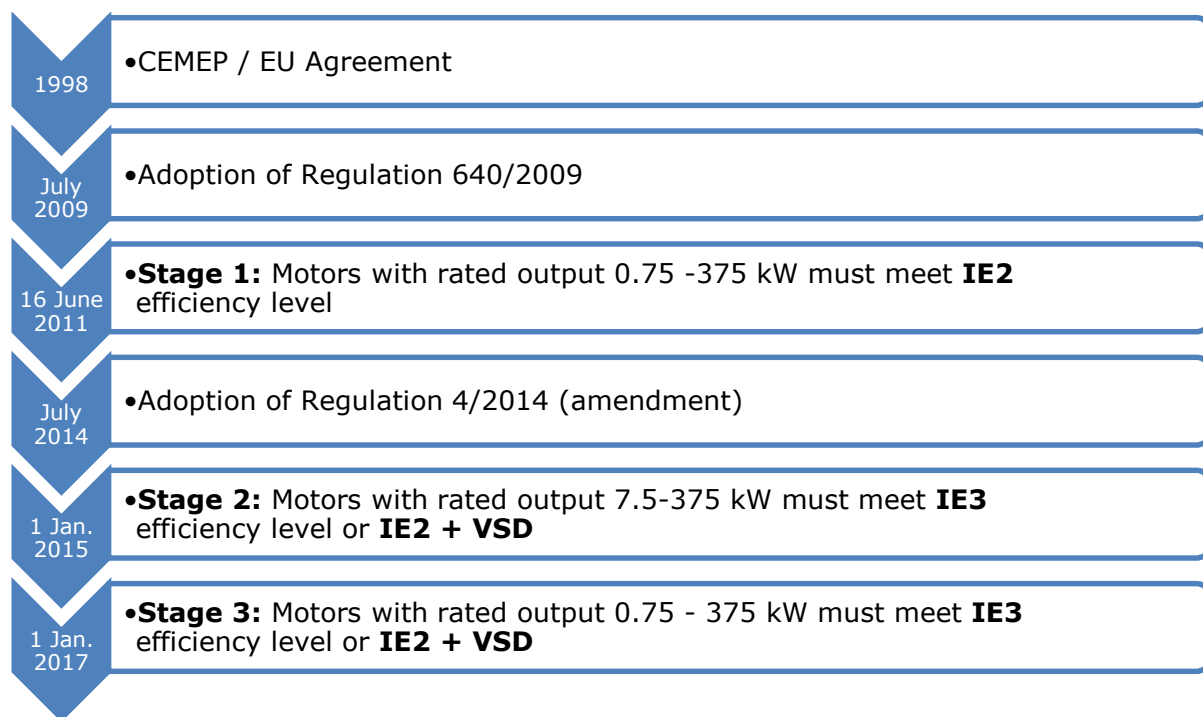 1998
•CEMEP / EU Agreement
July
2009
•Adoption of Regulation 640/2009
16 June
2011
•Stage 1: Motors with rated output 0.75 -375 kW must meet IE2
efficiency level
July
2014
•Adoption of Regulation 4/2014 (amendment)
1 Jan.
2015
•Stage 2: Motors with rated output 7.5-375 kW must meet IE3
efficiency level or IE2 + VSD
1 Jan.
2017
•Stage 3: Motors with rated output 0.75 - 375 kW must meet IE3
efficiency level or IE2 + VSD